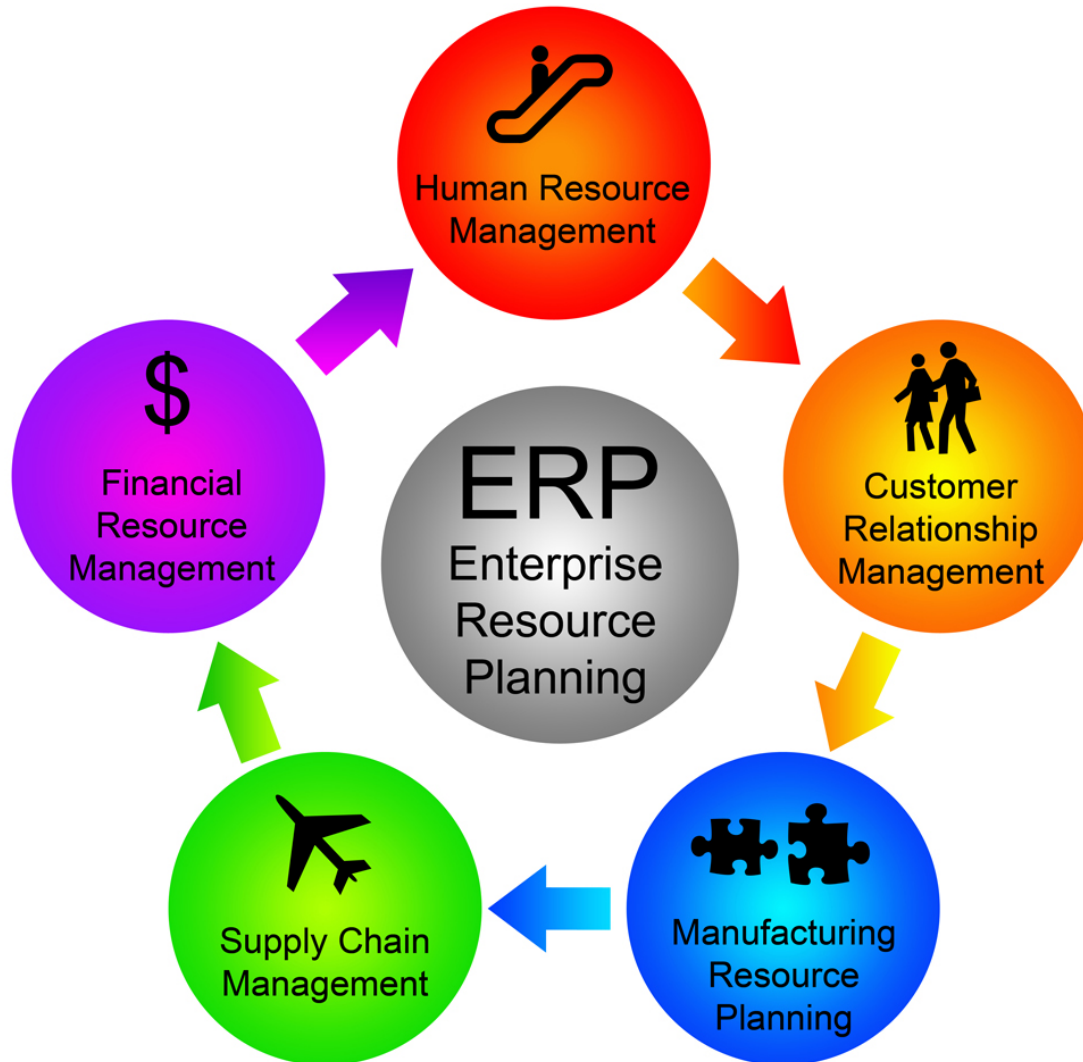 Human Resource
Management
Customer
Relationship
Management
Manufacturing
Resource
Planning
Supply Chain
Management
$
Financial
Resource
Management
ERP
Enterprise
Resource
Planning